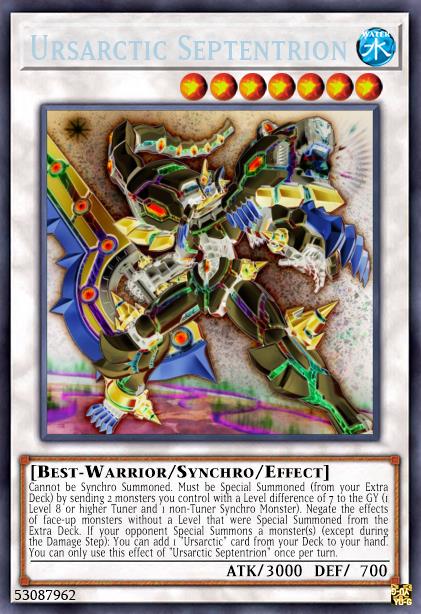 Ursarctic Septentrion
WATER
水
[Best-Warrior/Synchro/Effect]
Cannot be Synchro Summoned. Must be Special Summoned (from your Extra
Deck) by sending 2 monsters you control with a Level difference of 7 to the GY (1
Level 8 or higher Tuner and 1 non-Tuner Synchro Monster). Negate the effects
of face-up monsters without a Level that were Special Summoned from the
Extra Deck. If your opponent Special Summons a monster(s) (except during
the Damage Step): You can add 1 "Ursarctic" card from your Deck to your hand.
You can only use this effect of "Ursarctic Septentrion" once per turn.
ATK/3000 DEF/ 700
53087962